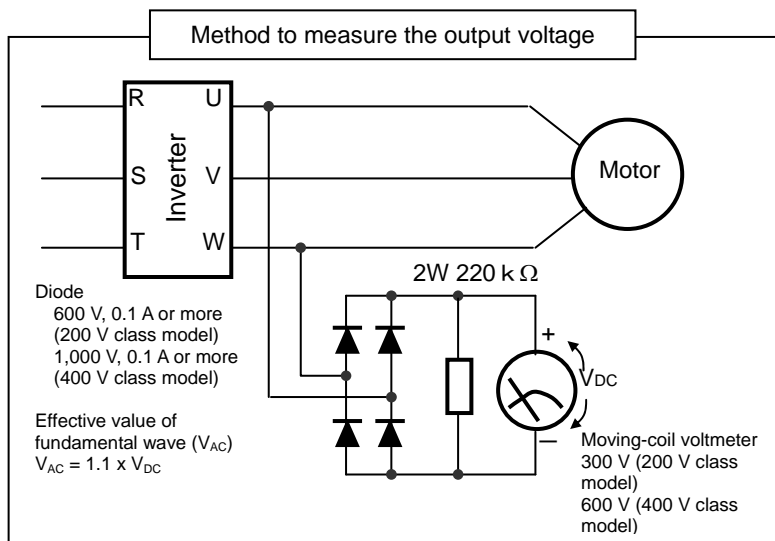 Method to measure the output voltage
R
U
S
V
T
W
Inverter
Motor
2W 220 k Ω
Diode
600 V, 0.1 A or more
(200 V class model)
1,000 V, 0.1 A or more
(400 V class model)
Effective value of
fundamental wave (VAC)
VAC = 1.1 x VDC
+
VDC
–
Moving-coil voltmeter
300 V (200 V class
model)
600 V (400 V class
model)